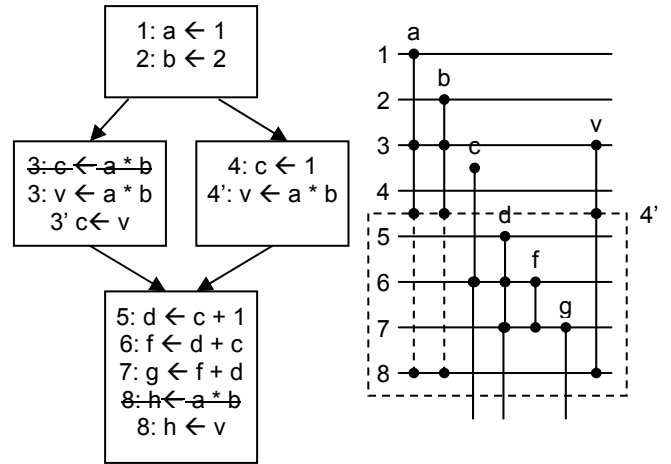 1: a ← 1
2: b ← 2
3: c ← a * b
3: v ← a * b
3' c← v
4: c ← 1
4': v ← a * b
5: d ← c + 1
6: f ← d + c
7: g ← f + d
8: h← a * b
8: h ← v
a
1
b
2
v
3
c
4
4'
d
5
f
6
g
7
8